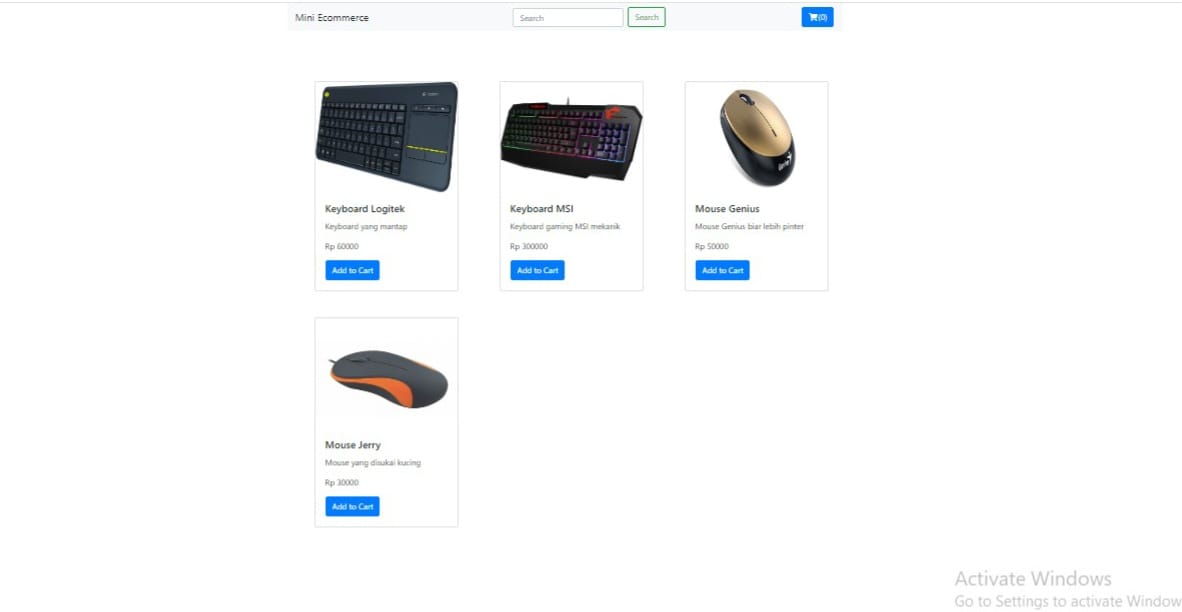 Mini Ecommerce
Search
Search
(0)
Keyboard Logitek
Keyboard yang mantap
Rp 60000
Add to Cart
Keyboard MSI
Keyboard gaming MSI mekanik
Rp 300000
Add to Cart
Mouse Genius
Mouse Genius biar lebih pinter
Rp 50000
Add to Cart
Mouse Jerry
Mouse yang disukai kucing
Rp 30000
Add to Cart
Activate Windows
Go to Settings to activate Window